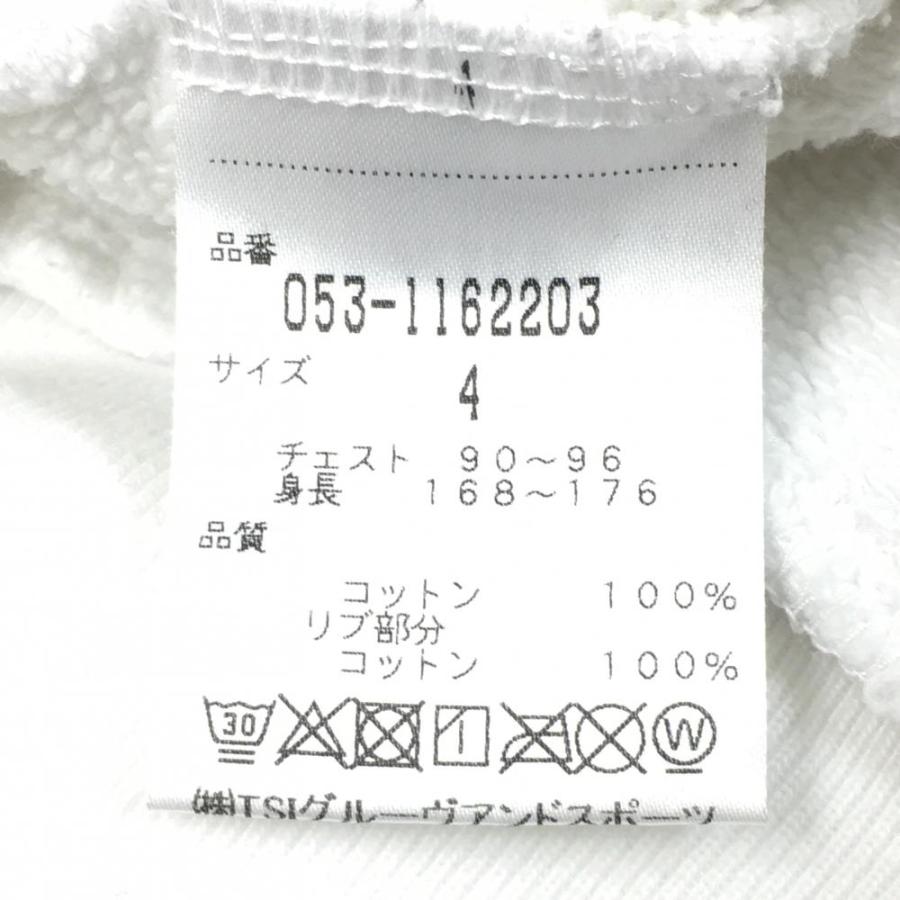 品番
053-1162203
サイズ
4
チェスト 90～96
身長 168～176
品質
コットン 100%
リブ部分
コットン 100%
30 W
(株)TSIグルーヴアンドスポーツ